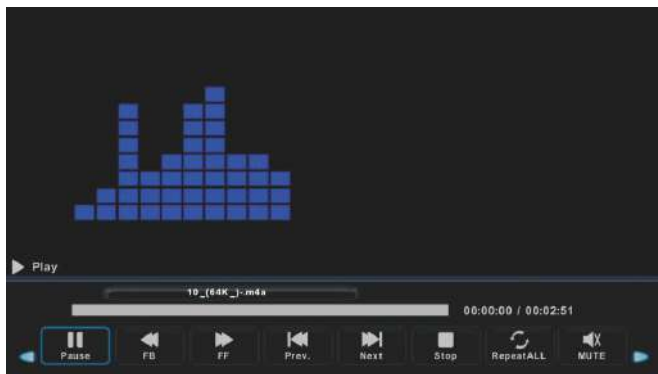 Play
10_(64K_)-.m4a
00:00:00 / 00:02:51
Pause FB FF Prev. Next Stop RepeatALL MUTE